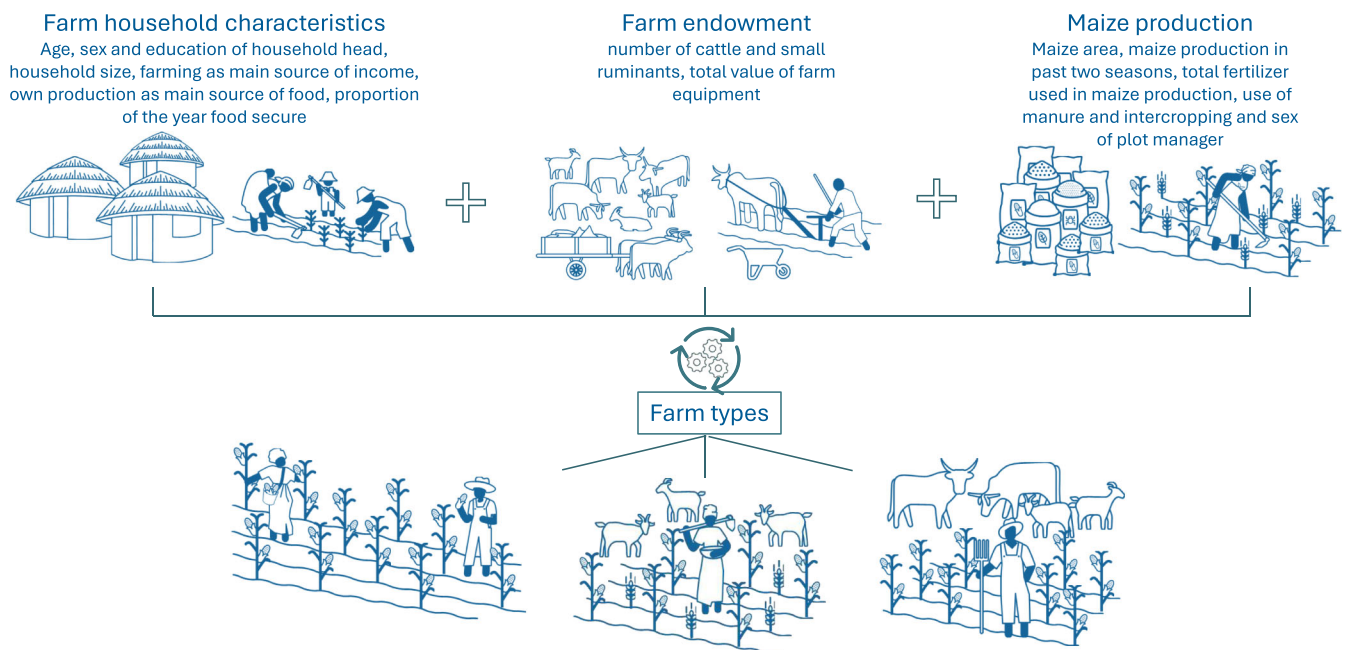 Farm household characteristics
Age, sex and education of household head,
household size, farming as main source of income,
own production as main source of food, proportion
of the year food secure
Farm endowment
number of cattle and small
ruminants, total value of farm
equipment
Maize production
Maize area, maize production in
past two seasons, total fertilizer
used in maize production, use of
manure and intercropping and sex
of plot manager
Farm types